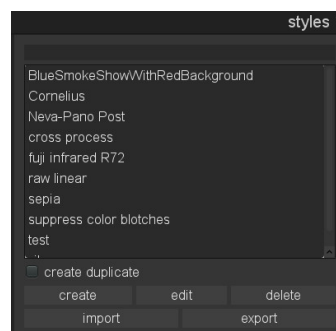 styles
BlueSmokeShowWithRedBackground
Cornelius
Neva-Pano Post
cross process
fuji infrared R72
raw linear
sepia
suppress color blotches
test
create duplicate
create edit delete
import export